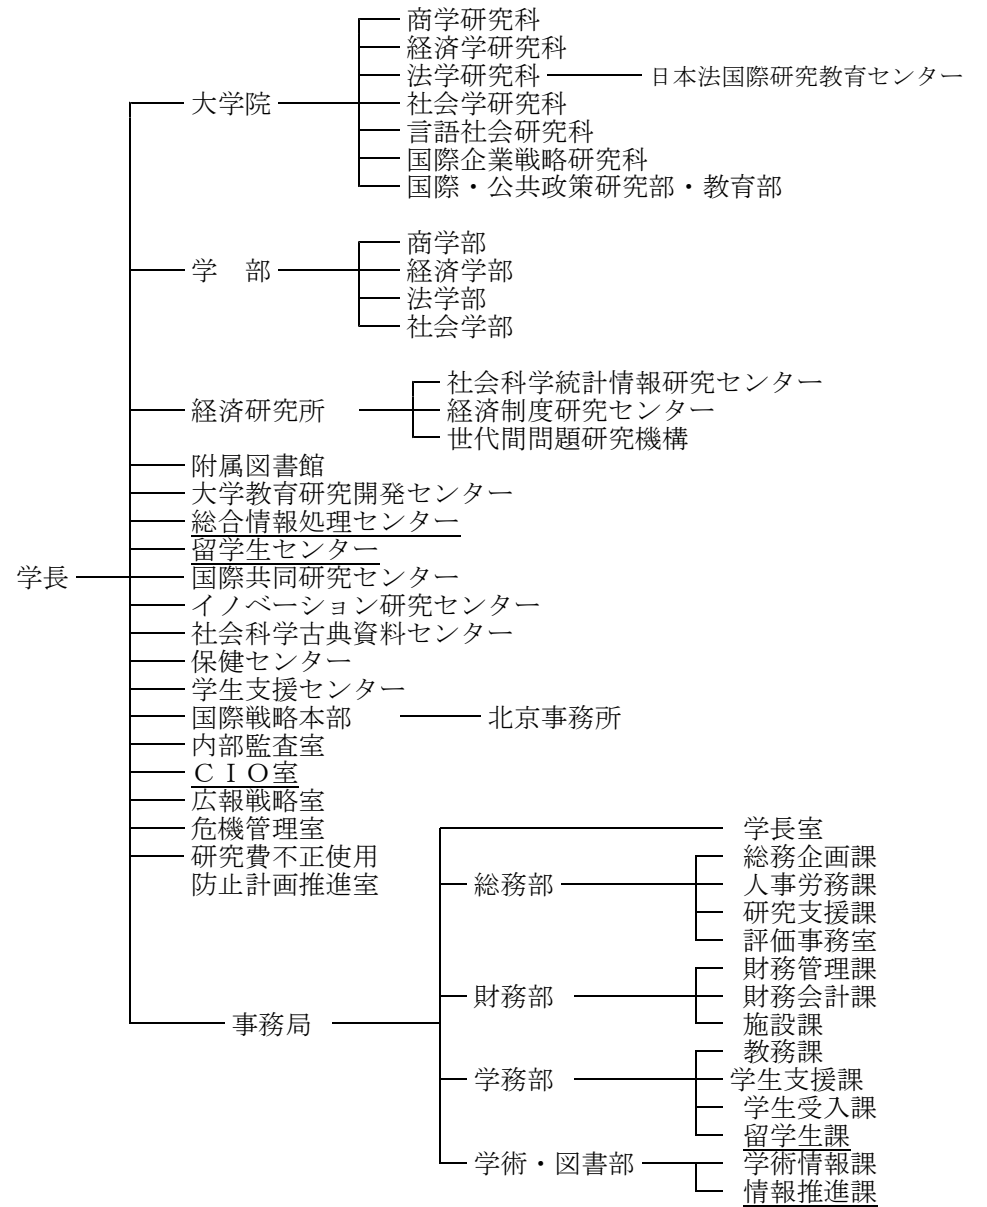 商学研究科
経済学研究科
法学研究科 日本法国際研究教育センター
大学院 社会学研究科
言語社会研究科
国際企業戦略研究科
国際・公共政策研究部・教育部
商学部
学 部 経済学部
法学部
社会学部
社会科学統計情報研究センター
経済研究所 経済制度研究センター
世代間問題研究機構
附属図書館
大学教育研究開発センター
総合情報処理センター
留学生センター
学長 国際共同研究センター
イノベーション研究センター
社会科学古典資料センター
保健センター
学生支援センター
国際戦略本部 北京事務所
内部監査室
CIO室
広報戦略室
危機管理室 学長室
研究費不正使用 総務企画課
防止計画推進室 総務部 人事労務課
研究支援課
評価事務室
財務管理課
財務部 財務会計課
事務局 施設課
教務課
学務部 学生支援課
学生受入課
留学生課
学術・図書部 学術情報課
情報推進課